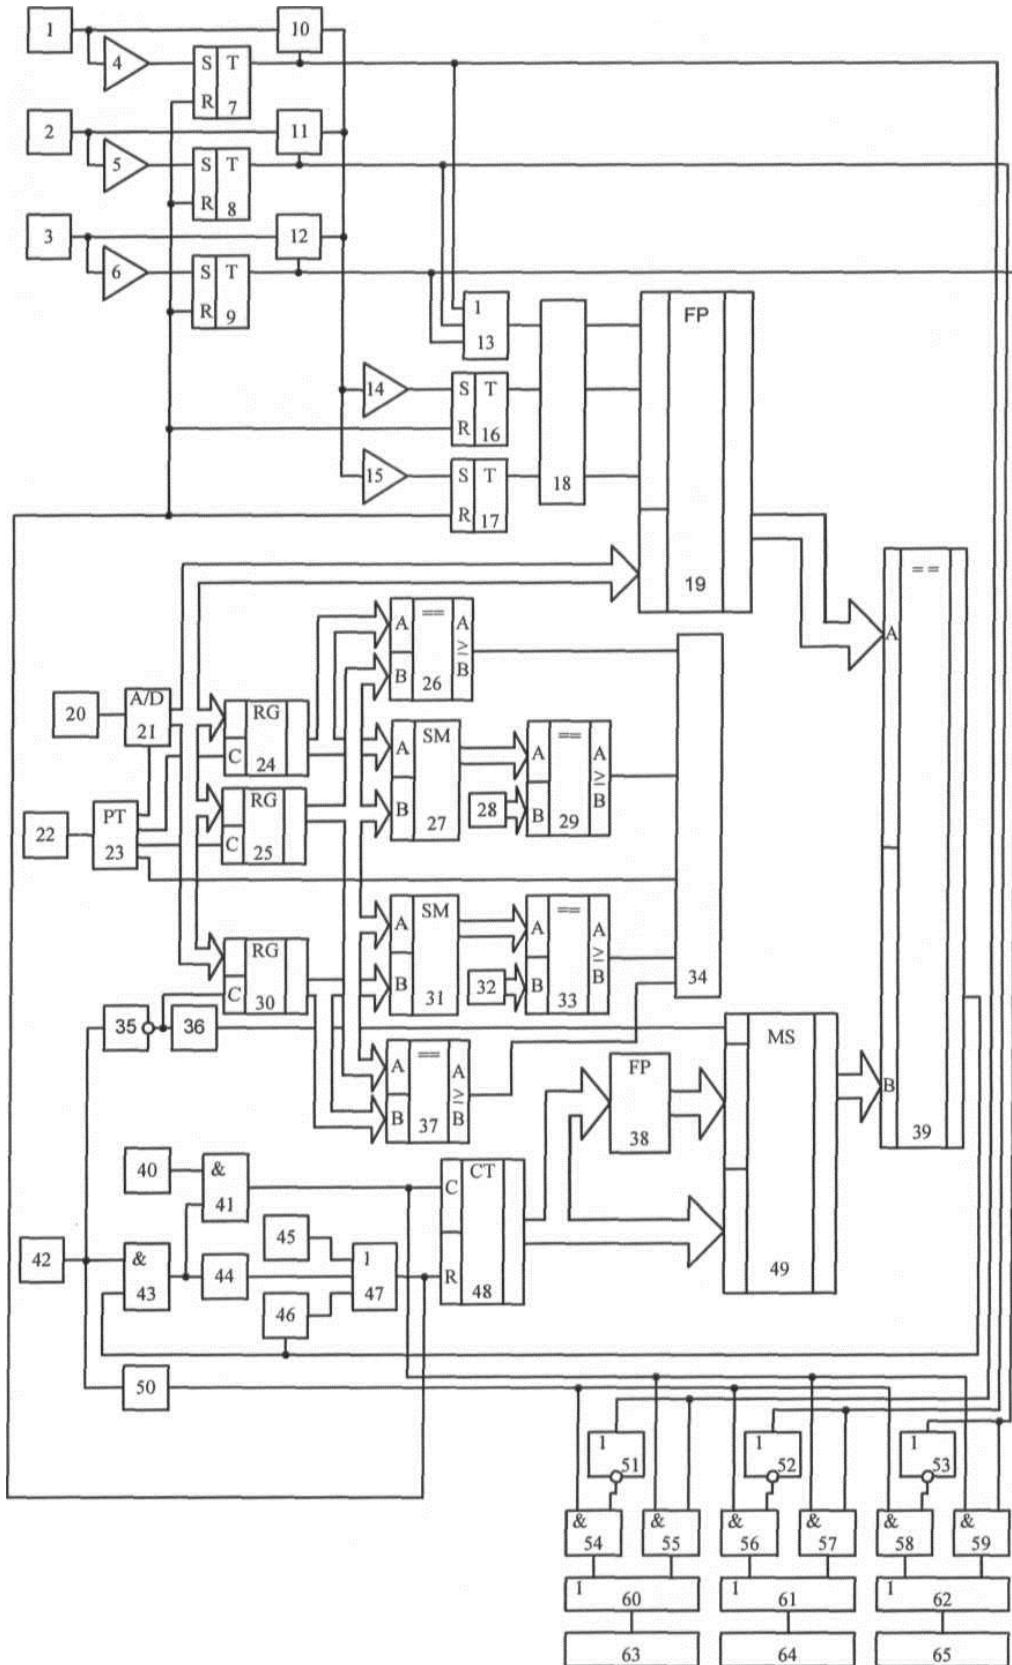 1
10
4
S T
R 7
2
11
5
S T
R 8
3
12
6
S T
R 9
1
13
FP
19
14
S T
R 16
15
S T
R 17
18
A == A
≥
B 26 B
20
A/D
21
RG
C 24
A SM
B 27
28
A == A
≥
B 29 B
22
PT
23
RG
C 25
A SM
B 31
32
A == A
≥
B 33 B
34
RG
C 30
35
36
A == A
≥
B 37 B
FP
38
MS
49
= =
A
B
39
40
&
41
C CT
R 48
42
&
43
44
45
46
1
47
50
1
51
1
52
1
53
&
54
&
55
&
56
&
57
&
58
&
59
1 60
1 61
1 62
63
64
65